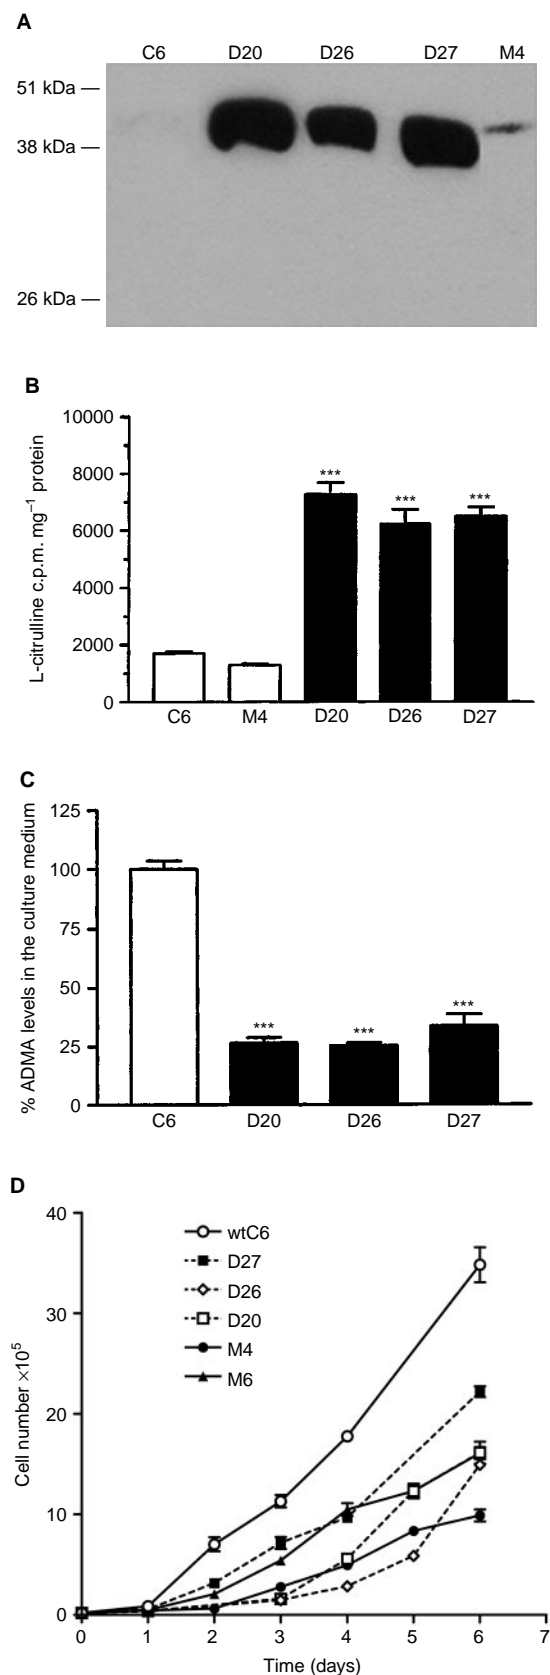 A
C6 D20 D26 D27 M4
51 kDa —
38 kDa —
26 kDa —
B
L-citrulline c.p.m. mg⁻¹ protein
10000
8000
6000
4000
2000
0
*** *** ***
C6 M4 D20 D26 D27
C
% ADMA levels in the culture medium
125
100
75
50
25
0
*** *** ***
C6 D20 D26 D27
D
Cell number ×10⁵
40
30
20
10
0
wtC6
D27
D26
D20
M4
M6
0 1 2 3 4 5 6 7
Time (days)